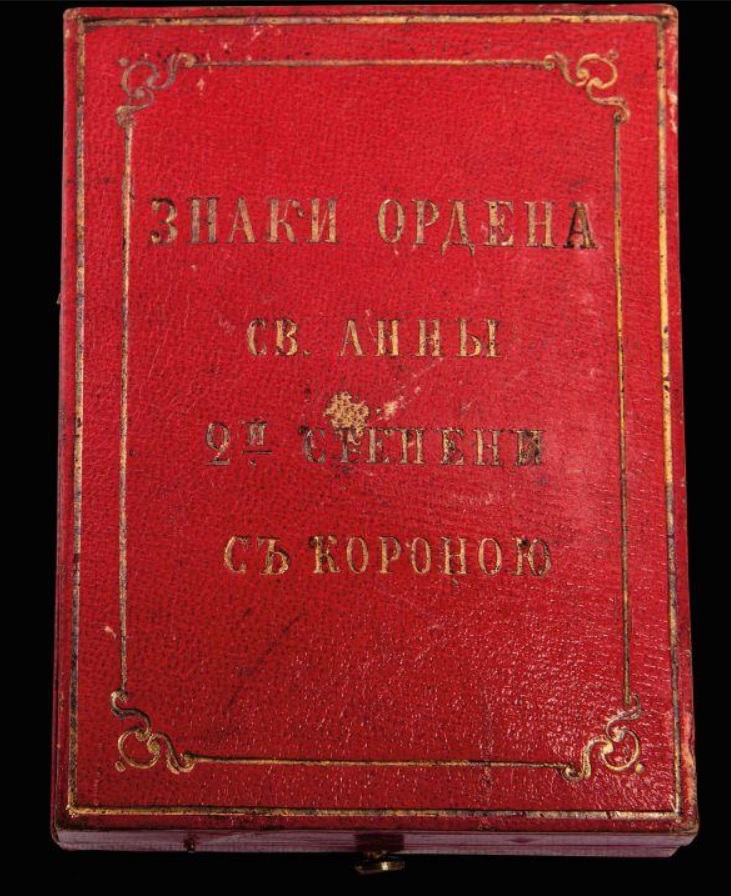 ЗНАКИ ОРДЕНА
СВ. АННЫ
2й СТЕПЕНИ
СЪ КОРОНОЮ